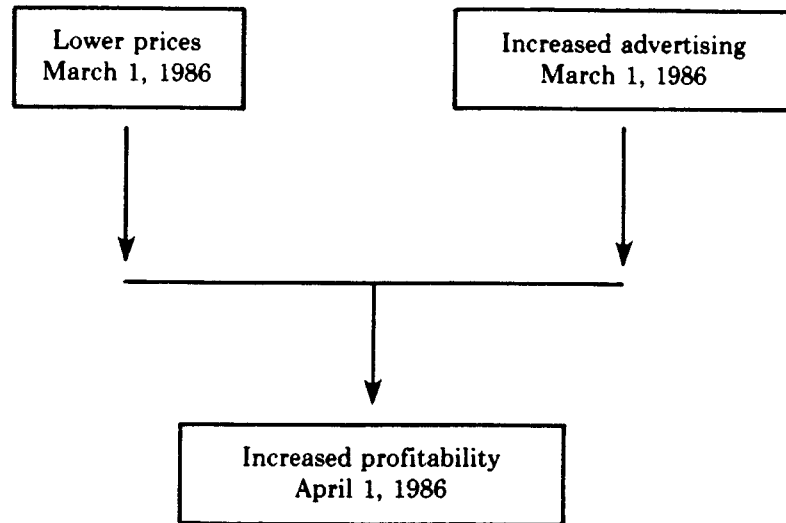 Lower prices
March 1, 1986
Increased advertising
March 1, 1986
Increased profitability
April 1, 1986